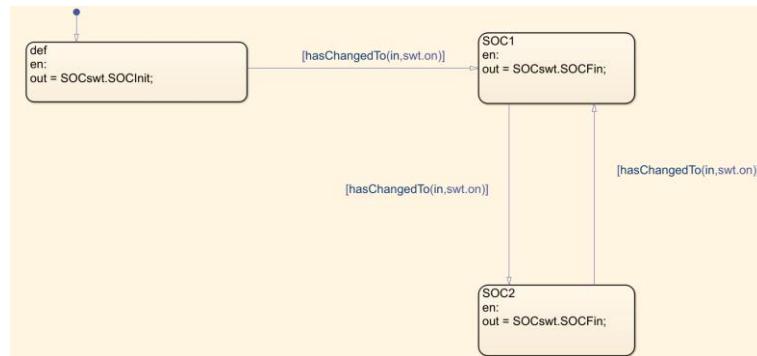 def
en:
out = SOCswt.SOCInit;
[hasChangedTo(in,swt.on)]
SOC1
en:
out = SOCswt.SOCFin;
[hasChangedTo(in,swt.on)
[hasChangedTo(in,swt.on)]
SOC2
en:
out = SOCswt.SOCFin;